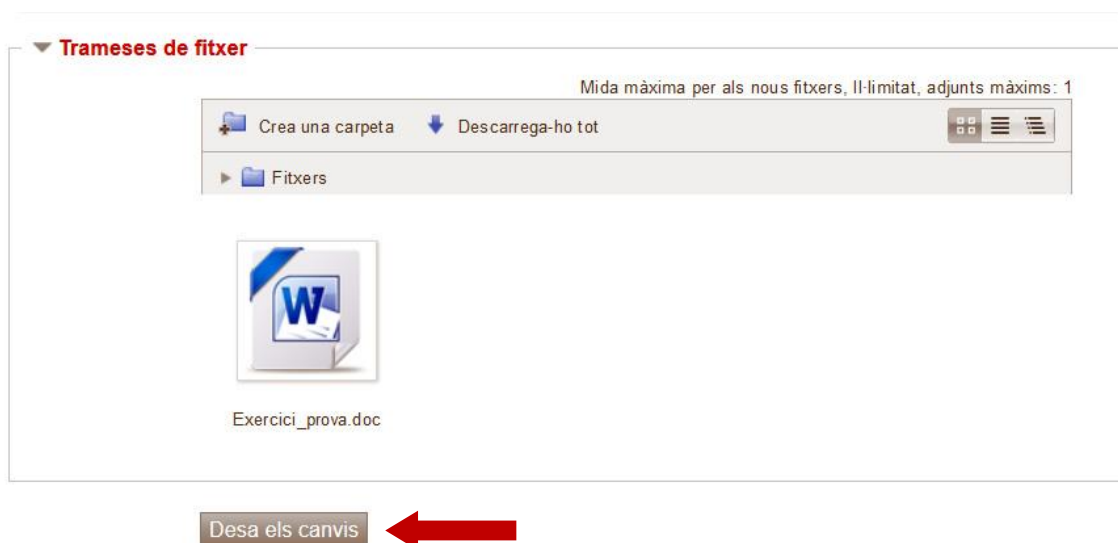 Trameses de fitxer
Mida màxima per als nous fitxers, Il·limitat, adjunts màxims: 1
Crea una carpeta Descarrega-ho tot
Fitxers
W
Exercici_prova.doc
Desa els canvis